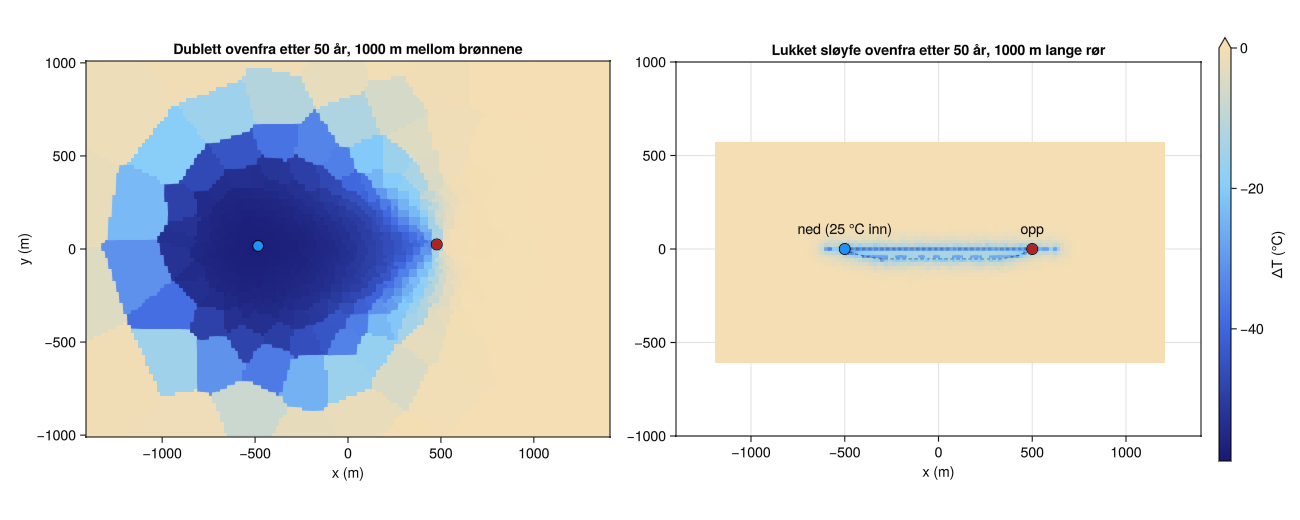 Dublett ovenfra etter 50 år, 1000 m mellom brønnene
1000
500
0
−500
−1000
y (m)
−1000
−500
0
500
1000
x (m)
Lukket sløyfe ovenfra etter 50 år, 1000 m lange rør
1000
500
0
−500
−1000
ned (25 °C inn)
opp
−1000
−500
0
500
1000
x (m)
0
−20
−40
ΔT (°C)